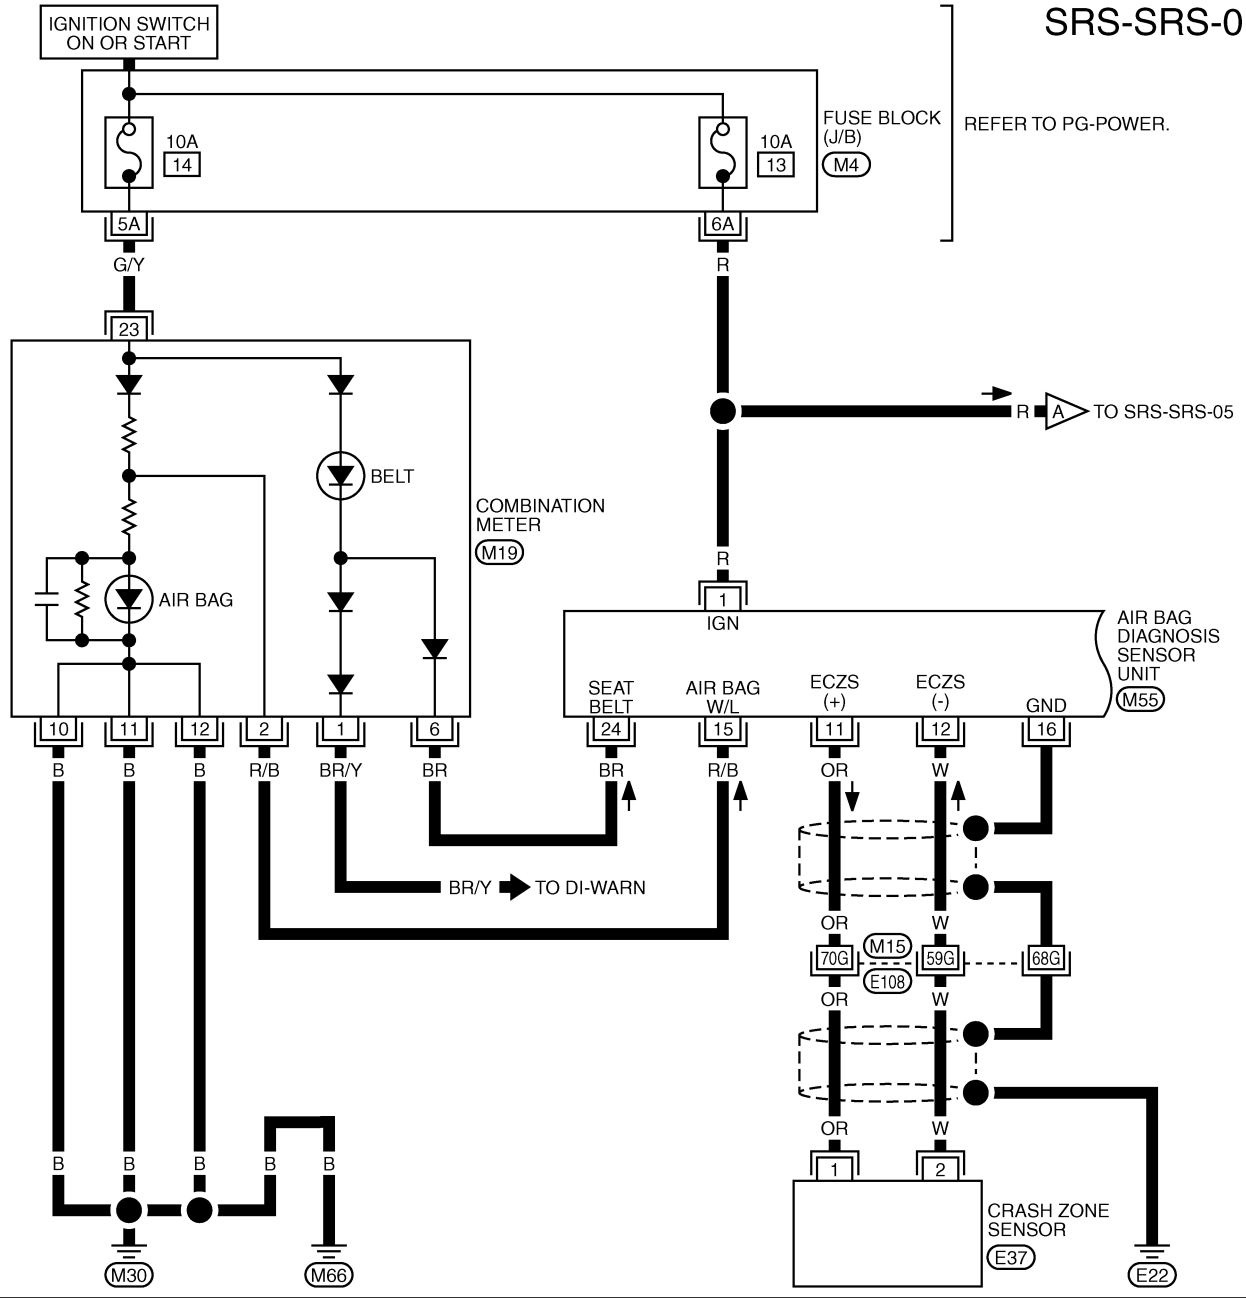 SRS-SRS-0
IGNITION SWITCH
ON OR START
10A
14
10A
13
FUSE BLOCK
(J/B)
M4
REFER TO PG-POWER.
5A
6A
G/Y
R
23
R
A
TO SRS-SRS-05
BELT
COMBINATION
METER
M19
R
AIR BAG
1
IGN
AIR BAG
DIAGNOSIS
SENSOR
UNIT
M55
SEAT
BELT
AIR BAG
W/L
ECZS
(+)
ECZS
(-)
GND
10
11
12
2
1
6
24
15
11
12
16
B
B
B
R/B
BR/Y
BR
BR
R/B
OR
W
BR/Y
TO DI-WARN
OR
W
70G
M15
59G
68G
E108
OR
W
OR
W
B
B
B
B
B
1
2
CRASH ZONE
SENSOR
E37
M30
M66
E22